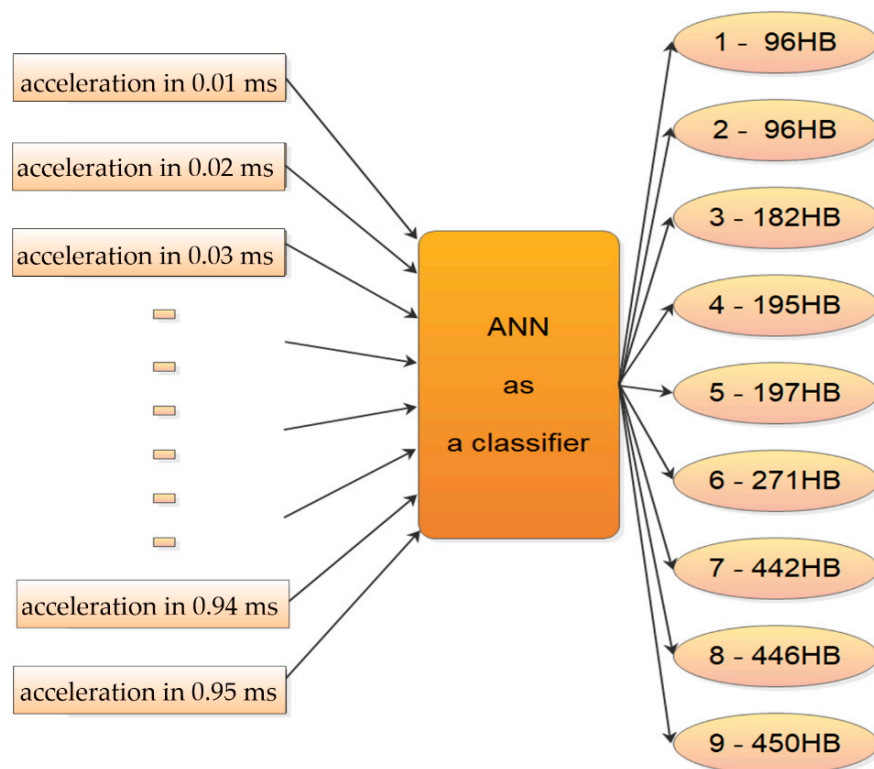 acceleration in 0.01 ms
acceleration in 0.02 ms
acceleration in 0.03 ms
acceleration in 0.94 ms
acceleration in 0.95 ms
ANN
as
a classifier
1 - 96HB
2 - 96HB
3 - 182HB
4 - 195HB
5 - 197HB
6 - 271HB
7 - 442HB
8 - 446HB
9 - 450HB